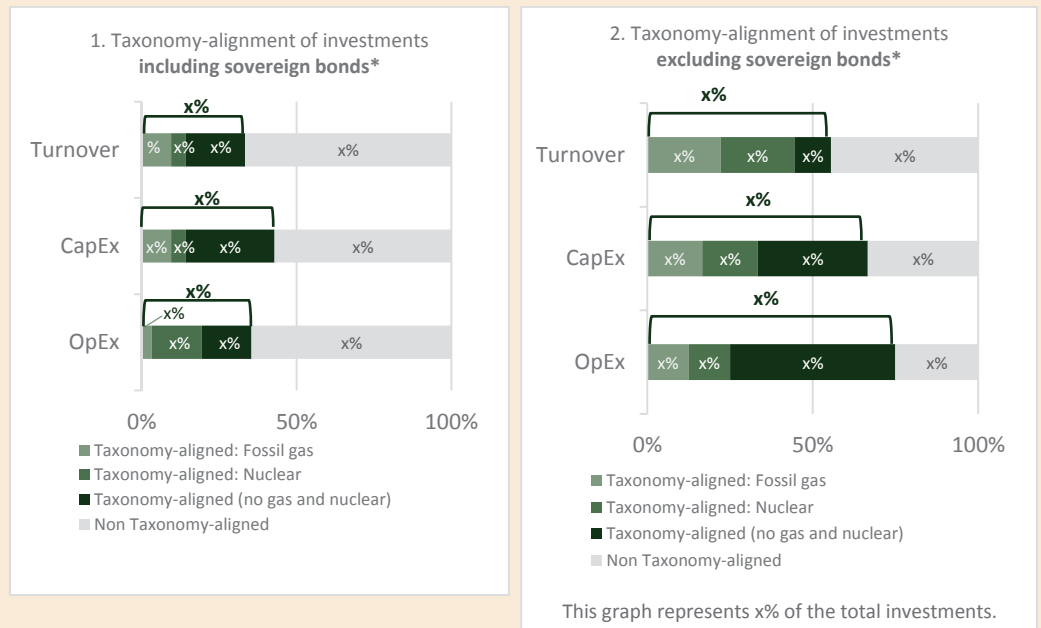 1. Taxonomy-alignment of investments
including sovereign bonds*
x%
Turnover
% x% x% x%
x%
CapEx
x% x% x% x%
x%
x%
OpEx
x% x% x%
0% 50% 100%
Taxonomy-aligned: Fossil gas
Taxonomy-aligned: Nuclear
Taxonomy-aligned (no gas and nuclear)
Non Taxonomy-aligned
2. Taxonomy-alignment of investments
excluding sovereign bonds*
x%
Turnover
x% x% x% x%
x%
CapEx
x% x% x% x%
x%
OpEx
x% x% x% x%
0% 50% 100%
Taxonomy-aligned: Fossil gas
Taxonomy-aligned: Nuclear
Taxonomy-aligned (no gas and nuclear)
Non Taxonomy-aligned
This graph represents x% of the total investments.